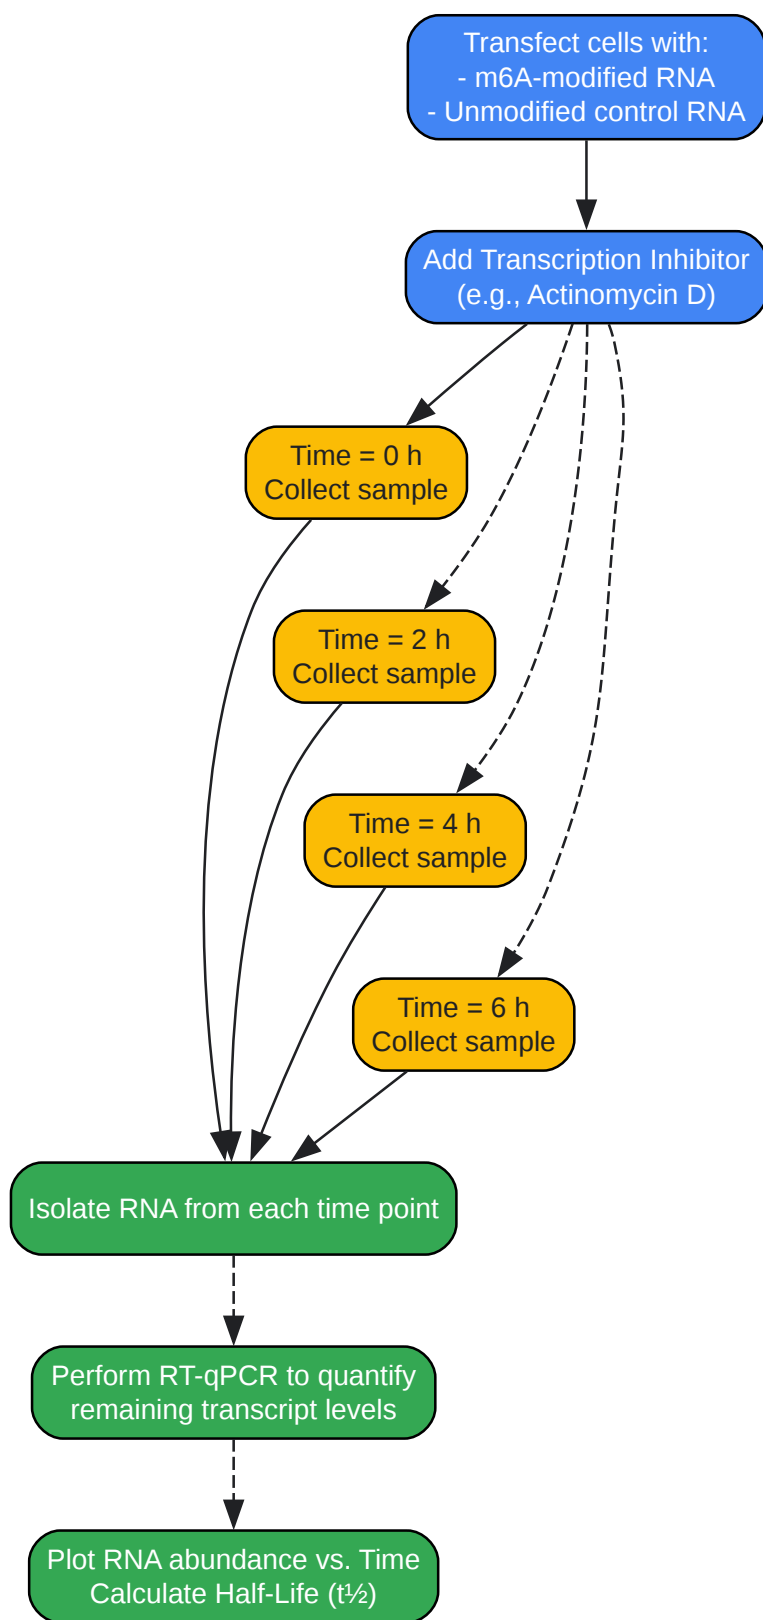 Transfect cells with:
- m6A-modified RNA
- Unmodified control RNA
Add Transcription Inhibitor
(e.g., Actinomycin D)
Time = 0 h
Collect sample
Time = 2 h
Collect sample
Time = 4 h
Collect sample
Time = 6 h
Collect sample
Isolate RNA from each time point
Perform RT-qPCR to quantify
remaining transcript levels
Plot RNA abundance vs. Time
Calculate Half-Life (t½)